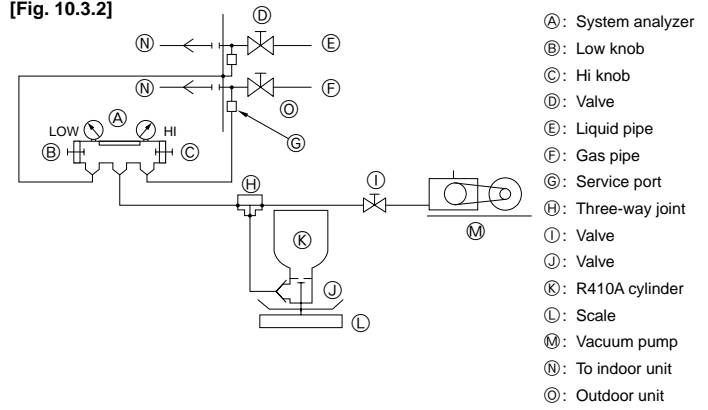 [Fig. 10.3.2]
Ⓓ
Ⓝ Ⓔ
Ⓝ Ⓕ
Ⓐ Ⓞ
LOW HI
Ⓖ
Ⓑ Ⓒ
Ⓗ Ⓘ
Ⓚ Ⓜ
Ⓙ
Ⓛ
Ⓐ: System analyzer
Ⓑ: Low knob
Ⓒ: Hi knob
Ⓓ: Valve
Ⓔ: Liquid pipe
Ⓕ: Gas pipe
Ⓖ: Service port
Ⓗ: Three-way joint
Ⓘ: Valve
Ⓙ: Valve
Ⓚ: R410A cylinder
Ⓛ: Scale
Ⓜ: Vacuum pump
Ⓝ: To indoor unit
Ⓞ: Outdoor unit